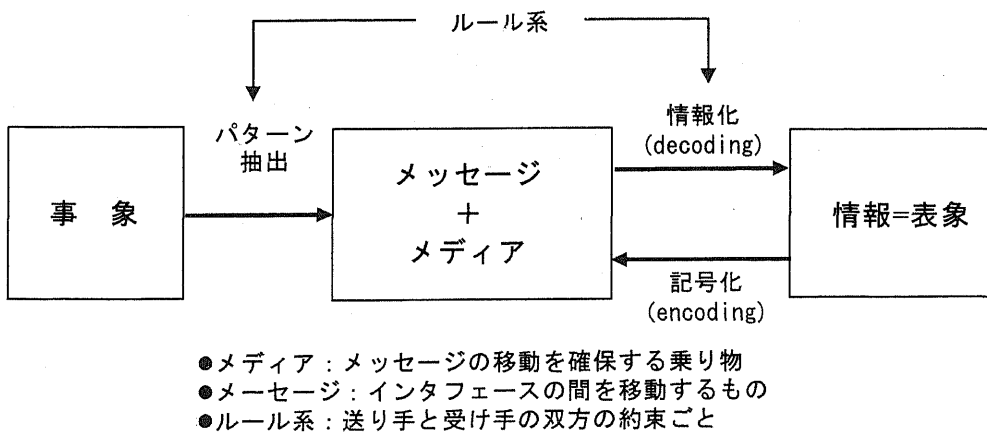 ルール系
パターン
抽出
情報化
(decoding)
事　象
メッセージ
+
メディア
情報=表象
記号化
(encoding)
●メディア：メッセージの移動を確保する乗り物
●メーセージ：インタフェースの間を移動するもの
●ルール系：送り手と受け手の双方の約束ごと